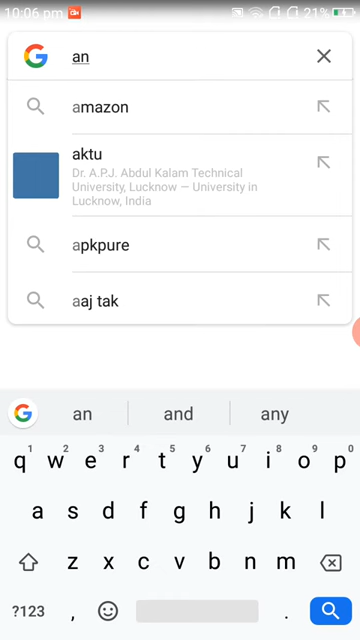 10:06 pm 21%
an
amazon
aktu
Dr. A.P.J. Abdul Kalam Technical
University, Lucknow — University in
Lucknow, India
apkpure
aaj tak
an and any
1 2 3 4 5 6 7 8 9 0
q w e r t y u i o p
a s d f g h j k l
z x c v b n m
?123 , .